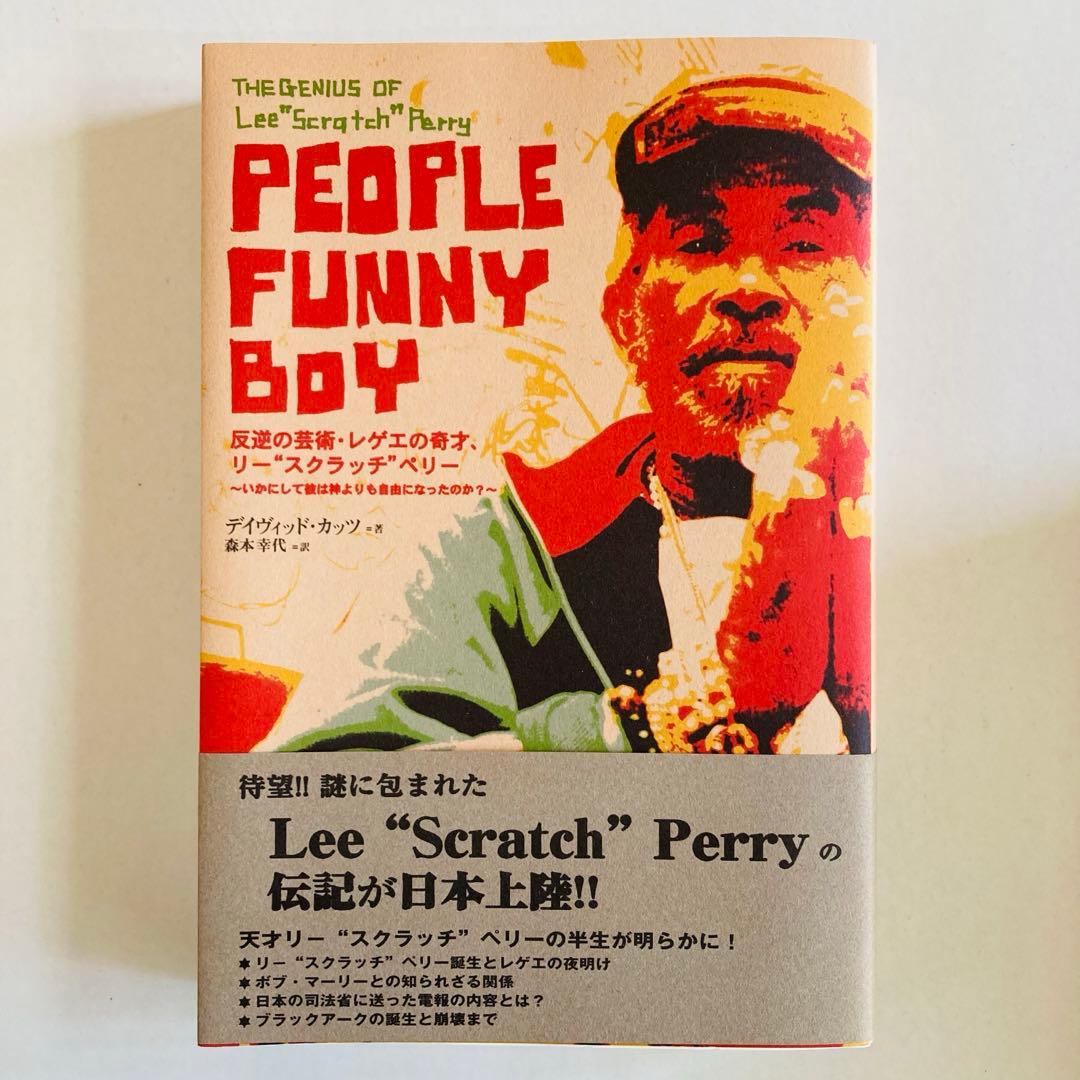 THE GENIUS OF
Lee "Scratch" Perry
PEOPLE
FUNNY
BOY
反逆の芸術・レゲエの奇才、
リー“スクラッチ”ペリー
〜いかにして彼は神よりも自由になったのか？〜
デイヴィッド・カッツ =著
森本幸代 =訳
待望!! 謎に包まれた
Lee “Scratch” Perryの
伝記が日本上陸!!
天才リー“スクラッチ”ペリーの半生が明らかに！
★リー“スクラッチ”ペリー誕生とレゲエの夜明け
★ボブ・マーリーとの知られざる関係
★日本の司法省に送った電報の内容とは？
★ブラックアークの誕生と崩壊まで